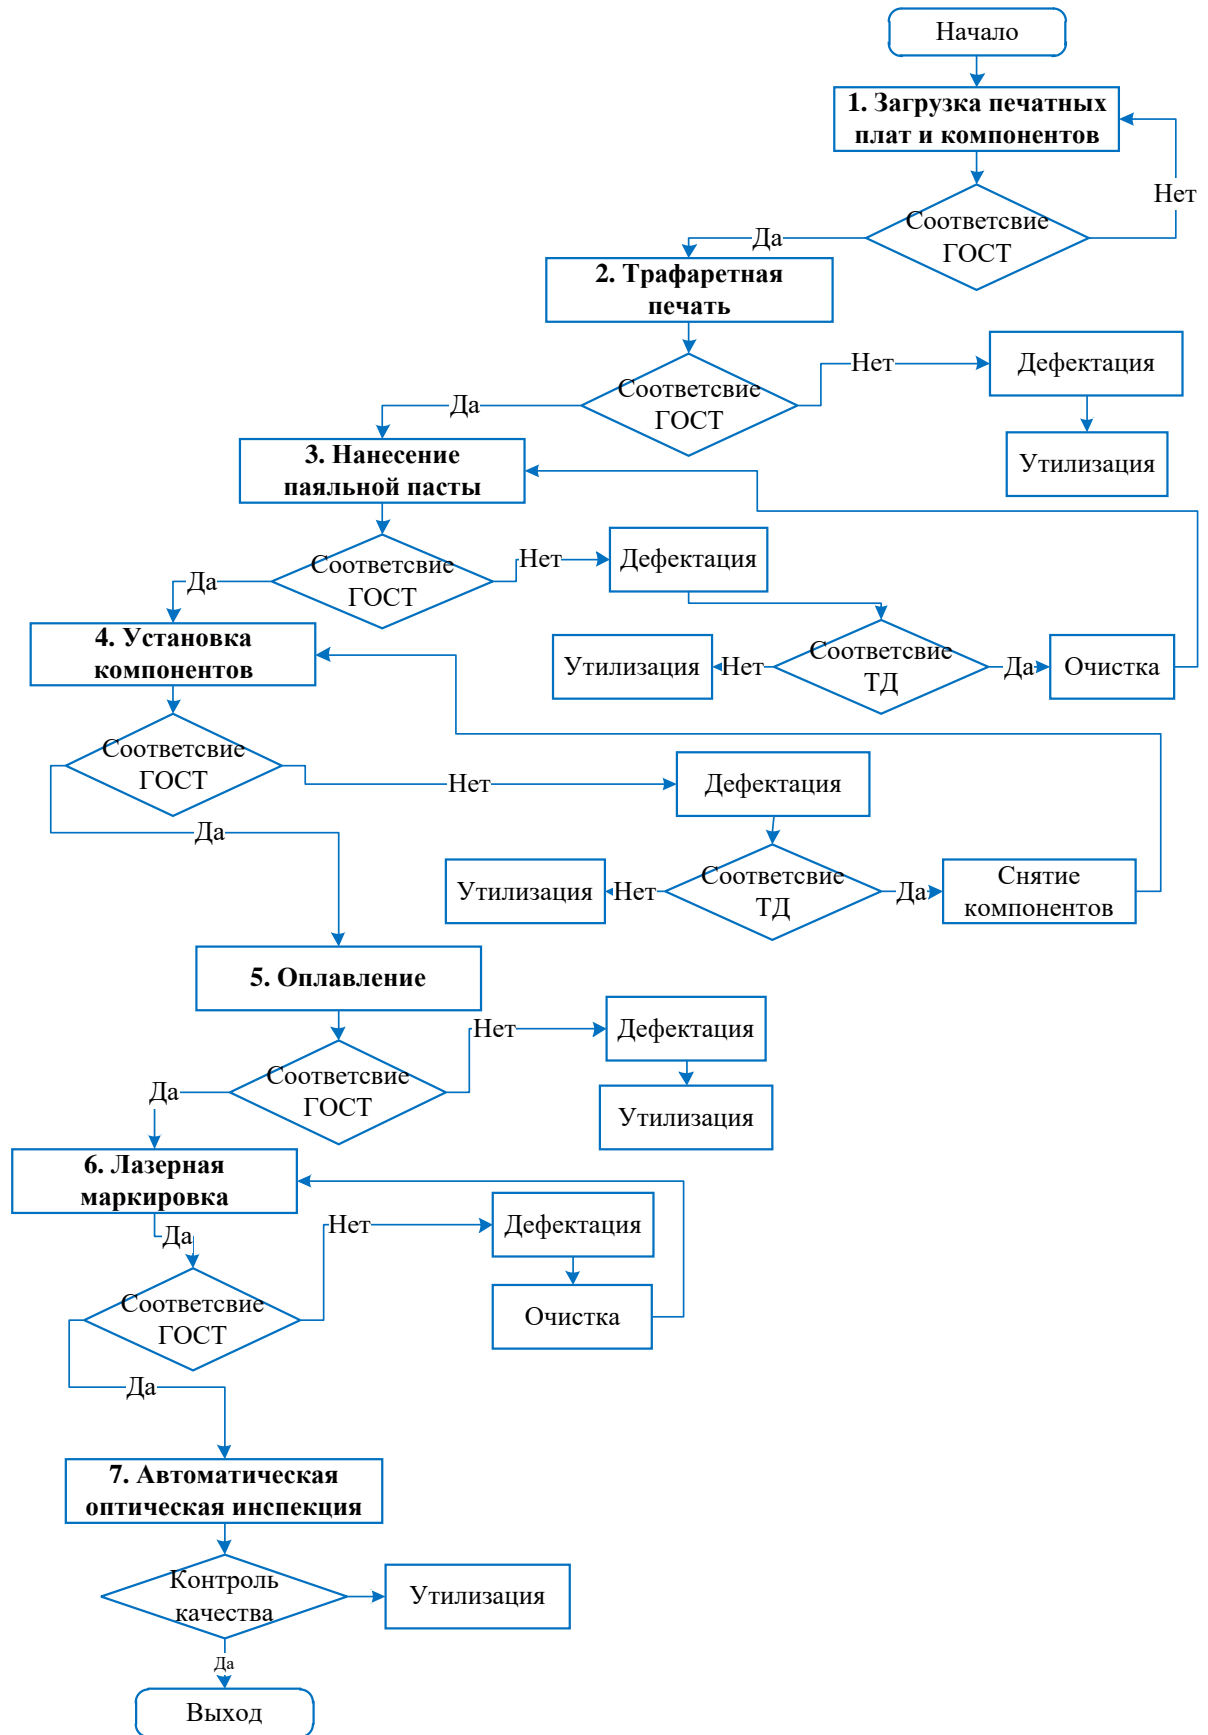 Начало
1. Загрузка печатных
плат и компонентов
Нет
Соответсвие
ГОСТ
Да
2. Трафаретная
печать
Нет
Дефектация
Соответсвие
ГОСТ
Да
3. Нанесение
паяльной пасты
Утилизация
Нет
Дефектация
Соответсвие
ГОСТ
Да
4. Установка
компонентов
Утилизация
Нет
Соответсвие
ТД
Да
Очистка
Соответсвие
ГОСТ
Нет
Дефектация
Да
Утилизация
Нет
Соответсвие
ТД
Да
Снятие
компонентов
5. Оплавление
Нет
Дефектация
Соответсвие
ГОСТ
Да
Утилизация
6. Лазерная
маркировка
Да
Нет
Дефектация
Соответсвие
ГОСТ
Очистка
Да
7. Автоматическая
оптическая инспекция
Контроль
качества
Утилизация
Да
Выход